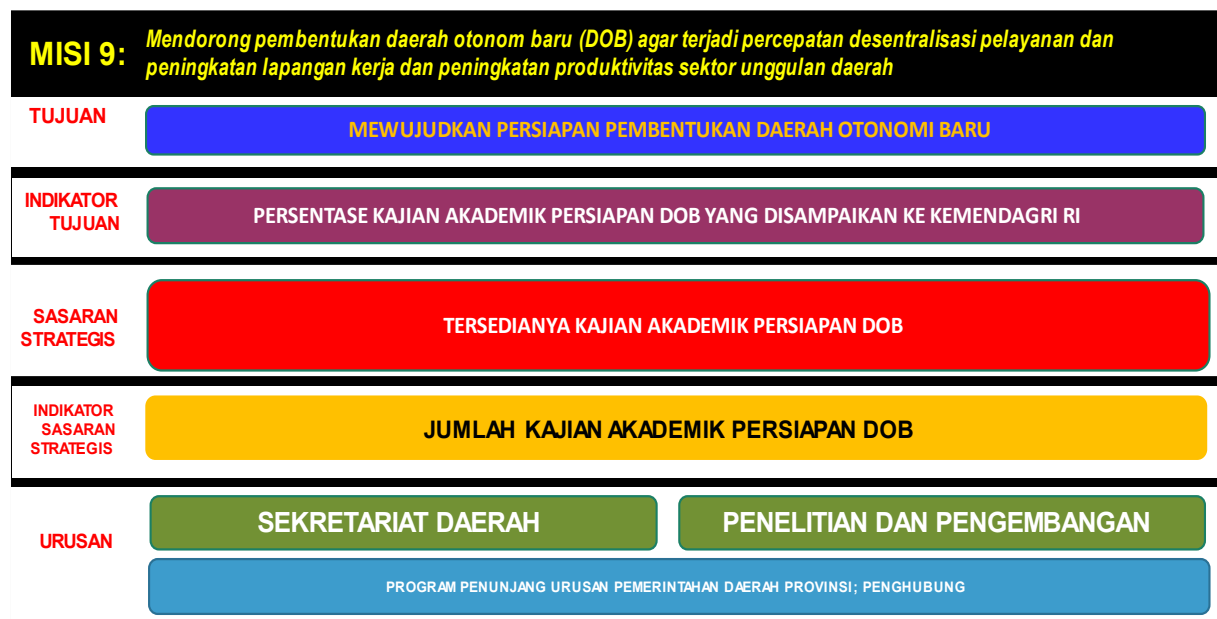 MISI 9:
Mendorong pembentukan daerah otonom baru (DOB) agar terjadi percepatan desentralisasi pelayanan dan
peningkatan lapangan kerja dan peningkatan produktivitas sektor unggulan daerah
TUJUAN
MEWUJUDKAN PERSIAPAN PEMBENTUKAN DAERAH OTONOMI BARU
INDIKATOR
TUJUAN
PERSENTASE KAJIAN AKADEMIK PERSIAPAN DOB YANG DISAMPAIKAN KE KEMENDAGRI RI
SASARAN
STRATEGIS
TERSEDIANYA KAJIAN AKADEMIK PERSIAPAN DOB
INDIKATOR
SASARAN
STRATEGIS
JUMLAH KAJIAN AKADEMIK PERSIAPAN DOB
URUSAN
SEKRETARIAT DAERAH
PENELITIAN DAN PENGEMBANGAN
PROGRAM PENUNJANG URUSAN PEMERINTAHAN DAERAH PROVINSI; PENGHUBUNG